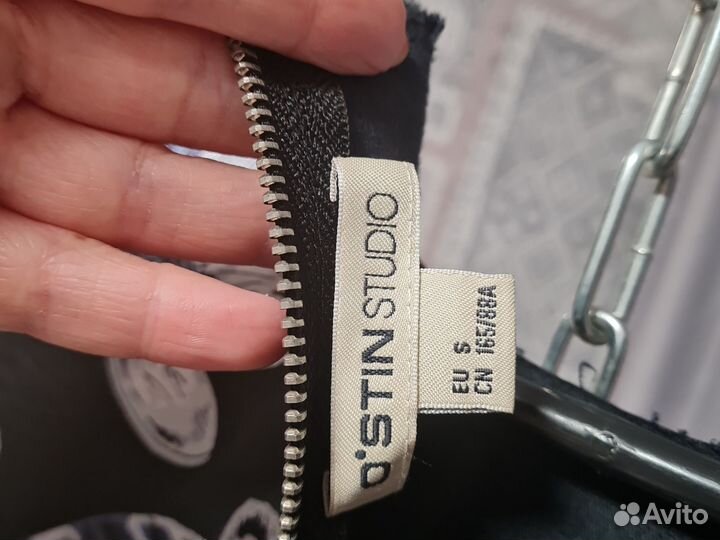 O'STIN STUDIO
EU S
CN 165/88A
Avito